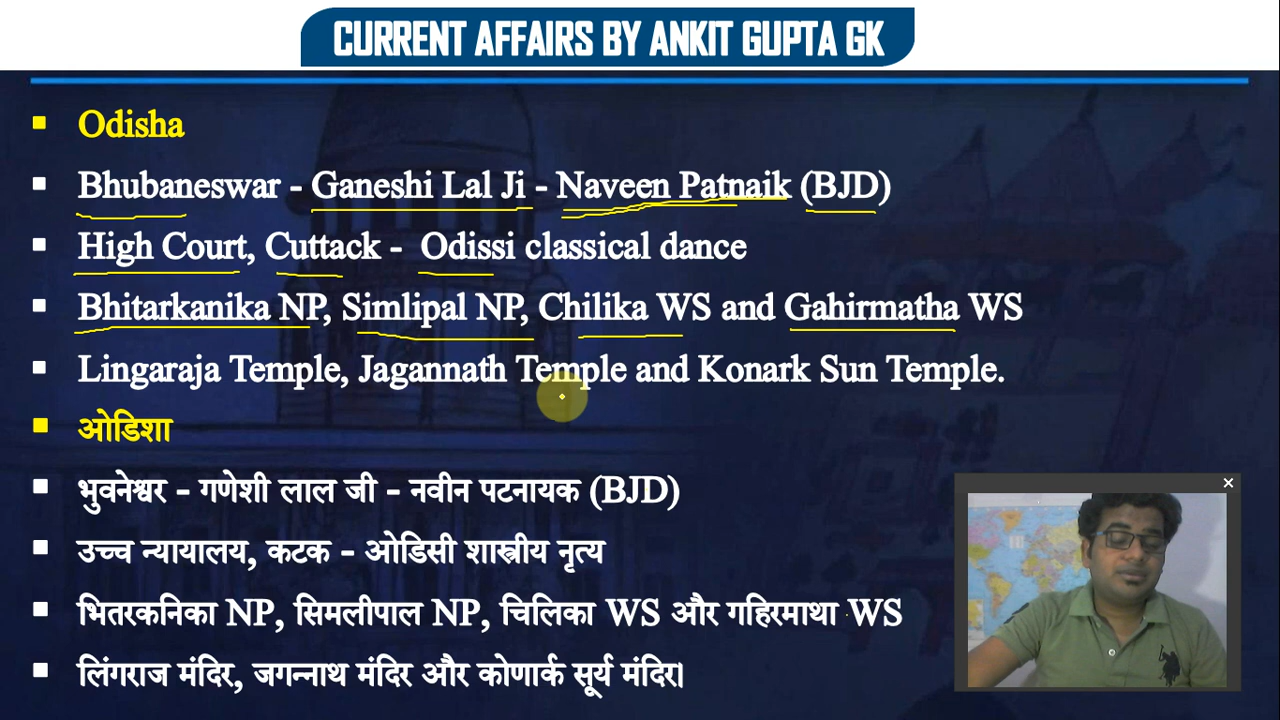 CURRENT AFFAIRS BY ANKIT GUPTA GK
Odisha
Bhubaneswar - Ganeshi Lal Ji - Naveen Patnaik (BJD)
High Court, Cuttack - Odissi classical dance
Bhitarkanika NP, Simlipal NP, Chilika WS and Gahirmatha WS
Lingaraja Temple, Jagannath Temple and Konark Sun Temple.
ओडिशा
भुवनेश्वर - गणेशी लाल जी - नवीन पटनायक (BJD)
उच्च न्यायालय, कटक - ओडिसी शास्त्रीय नृत्य
भितरकनिका NP, सिमलीपाल NP, चिलिका WS और गहिरमाथा WS
लिंगराज मंदिर, जगन्नाथ मंदिर और कोणार्क सूर्य मंदिर।